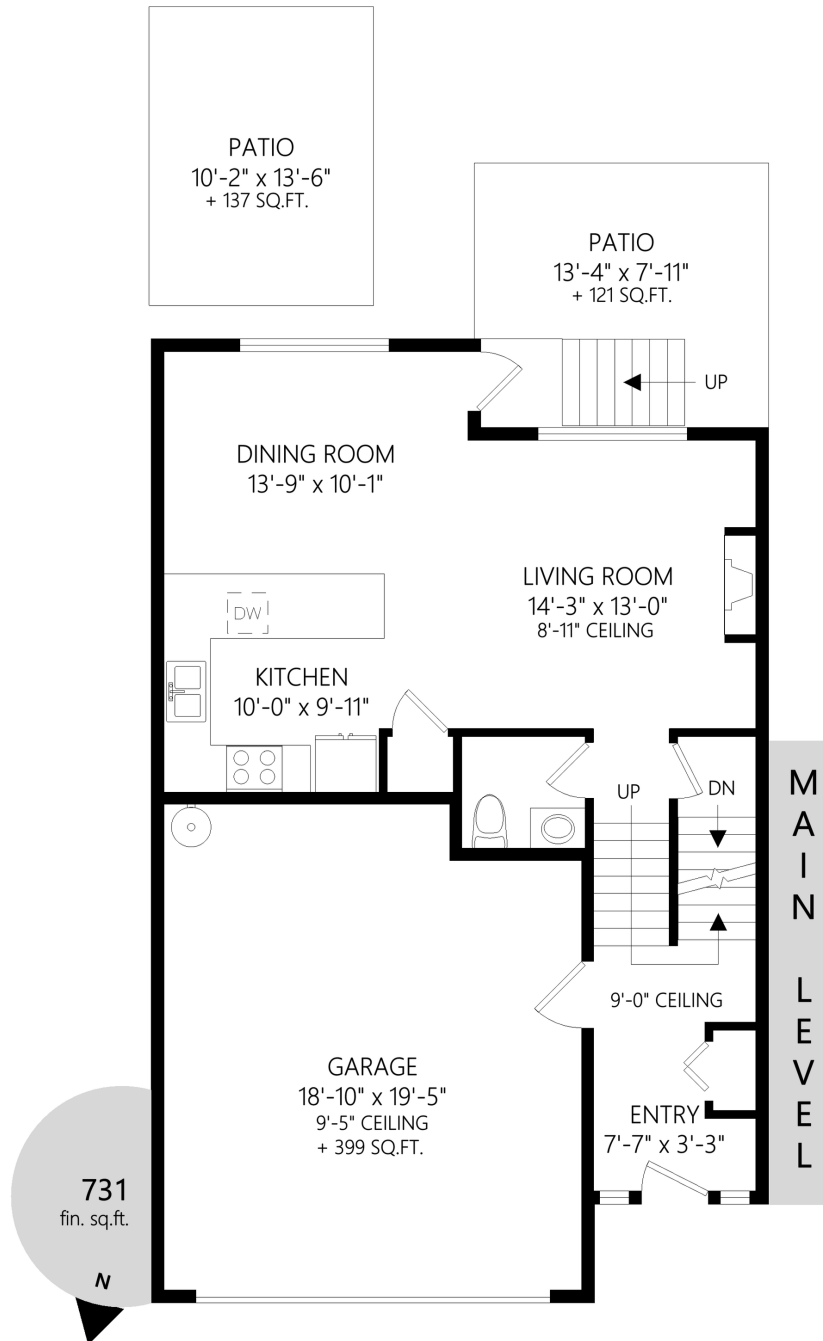 PATIO
10'-2" x 13'-6"
+ 137 SQ.FT.
PATIO
13'-4" x 7'-11"
+ 121 SQ.FT.
UP
DINING ROOM
13'-9" x 10'-1"
LIVING ROOM
14'-3" x 13'-0"
8'-11" CEILING
DW
KITCHEN
10'-0" x 9'-11"
UP
DN
MAIN LEVEL
9'-0" CEILING
GARAGE
18'-10" x 19'-5"
9'-5" CEILING
+ 399 SQ.FT.
ENTRY
7'-7" x 3'-3"
731
fin. sq.ft.
N